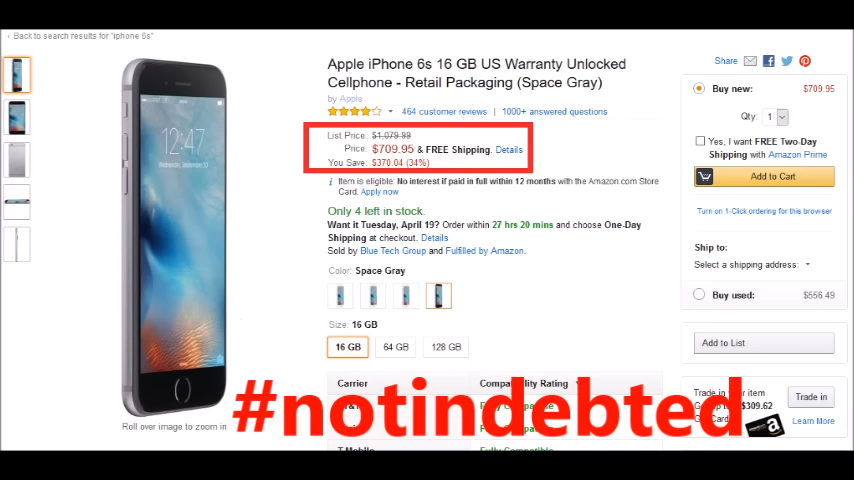 ‹ Back to search results for "iphone 6s"
Apple iPhone 6s 16 GB US Warranty Unlocked
Cellphone - Retail Packaging (Space Gray)
by Apple
464 customer reviews | 1000+ answered questions
List Price: $1,079.99
Price: $709.95 & FREE Shipping. Details
You Save: $370.04 (34%)
Item is eligible. No interest if paid in full within 12 months with the Amazon.com Store
Card. Apply now
Only 4 left in stock.
Want it Tuesday, April 19? Order within 27 hrs 20 mins and choose One-Day
Shipping at checkout. Details
Sold by Blue Tech Group and Fulfilled by Amazon.
Color: Space Gray
Size: 16 GB
16 GB 64 GB 128 GB
Carrier Compatibility Rating
Fully Compatible
T-Mobile Fully Compatible
12:47
Roll over image to zoom in
Share
Buy new: $709.95
Qty: 1
Yes, I want FREE Two-Day
Shipping with Amazon Prime
Add to Cart
Turn on 1-Click ordering for this browser
Ship to:
Select a shipping address:
Buy used: $556.49
Add to List
Trade in your item
$309.62
Trade in
Learn More
#notindebted
a